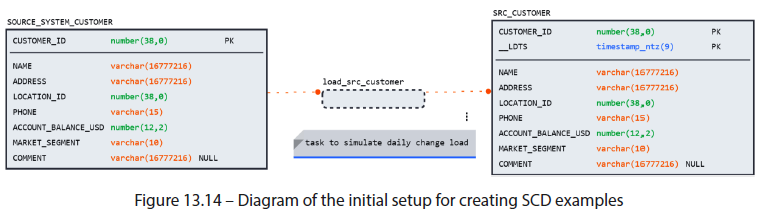 SOURCE_SYSTEM_CUSTOMER
CUSTOMER_ID number(38,0) PK
NAME varchar(16777216)
ADDRESS varchar(16777216)
LOCATION_ID number(38,0)
PHONE varchar(15)
ACCOUNT_BALANCE_USD number(12,2)
MARKET_SEGMENT varchar(10)
COMMENT varchar(16777216) NULL
load_src_customer
task to simulate daily change load
SRC_CUSTOMER
CUSTOMER_ID number(38,0) PK
__LDTS timestamp_ntz(9) PK
NAME varchar(16777216)
ADDRESS varchar(16777216)
LOCATION_ID number(38,0)
PHONE varchar(15)
ACCOUNT_BALANCE_USD number(12,2)
MARKET_SEGMENT varchar(10)
COMMENT varchar(16777216) NULL
Figure 13.14 – Diagram of the initial setup for creating SCD examples